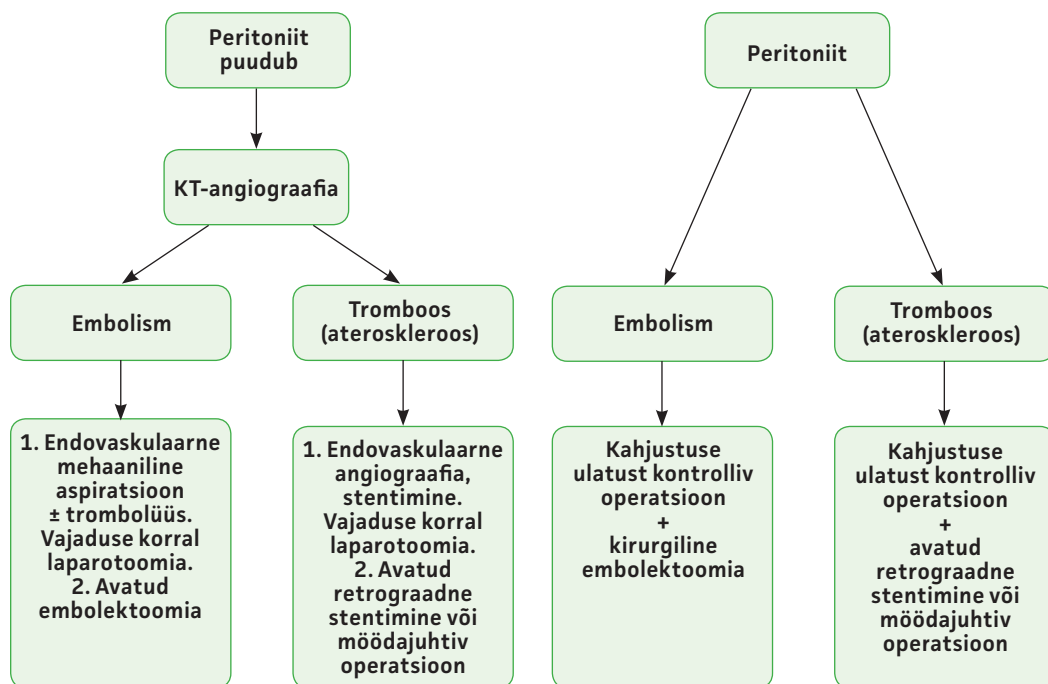 Peritoniit
puudub
Peritoniit
KT-angiograafia
Embolism
Tromboos
(ateroskleroos)
Embolism
Tromboos
(ateroskleroos)
1. Endovaskulaarne
mehaaniline
aspiratsioon
± trombolüüs.
Vajaduse korral
laparotoomia.
2. Avatud
embolektoomia
1. Endovaskulaarne
angiograafia,
stentimine.
Vajaduse korral
laparotoomia.
2. Avatud
retrograadne
stentimine või
möödajuhtiv
operatsioon
Kahjustuse
ulatust kontrolliv
operatsioon
+
kirurgiline
embolektoomia
Kahjustuse
ulatust kontrolliv
operatsioon
+
avatud
retrograadne
stentimine või
möödajuhtiv
operatsioon